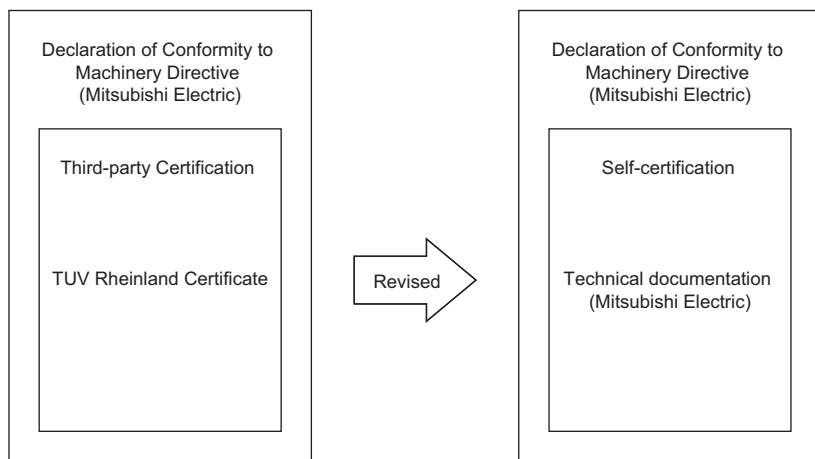 Declaration of Conformity to
Machinery Directive
(Mitsubishi Electric)
Third-party Certification
TUV Rheinland Certificate
Revised
Declaration of Conformity to
Machinery Directive
(Mitsubishi Electric)
Self-certification
Technical documentation
(Mitsubishi Electric)